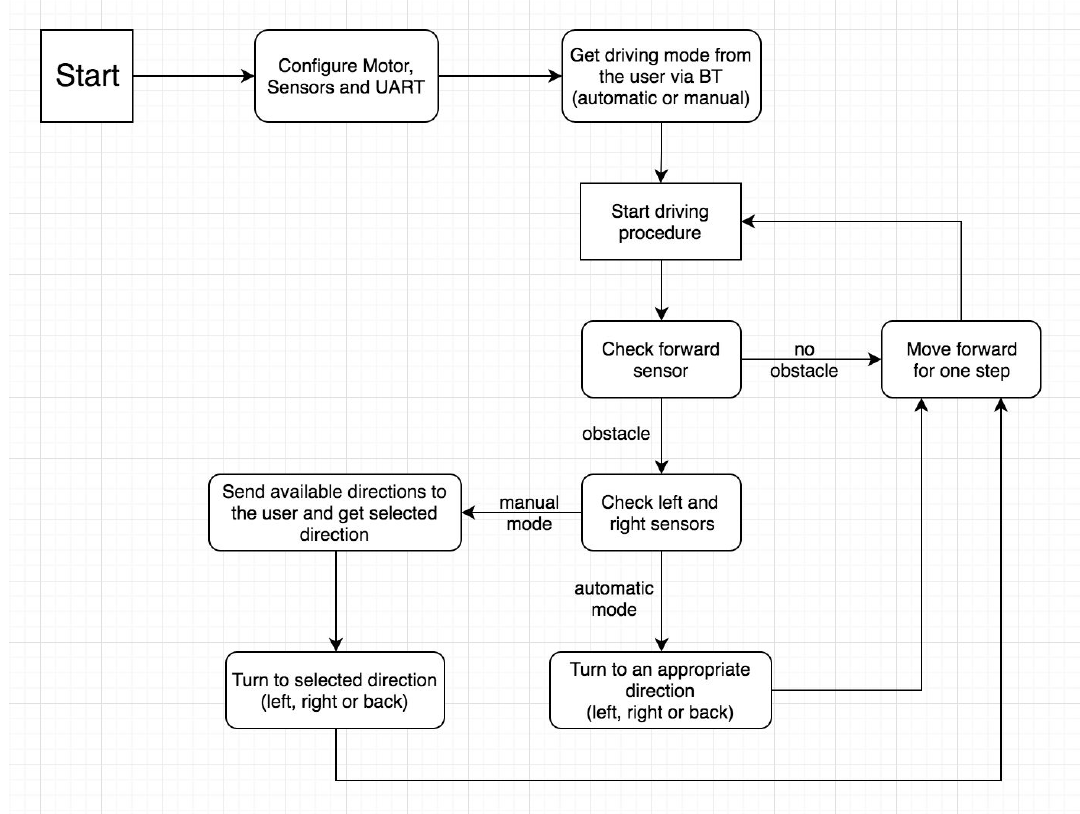 Start
Configure Motor,
Sensors and UART
Get driving mode from
the user via BT
(automatic or manual)
Start driving
procedure
Check forward
sensor
no
obstacle
Move forward
for one step
obstacle
Send available directions to
the user and get selected
direction
manual
mode
Check left and
right sensors
automatic
mode
Turn to selected direction
(left, right or back)
Turn to an appropriate
direction
(left, right or back)